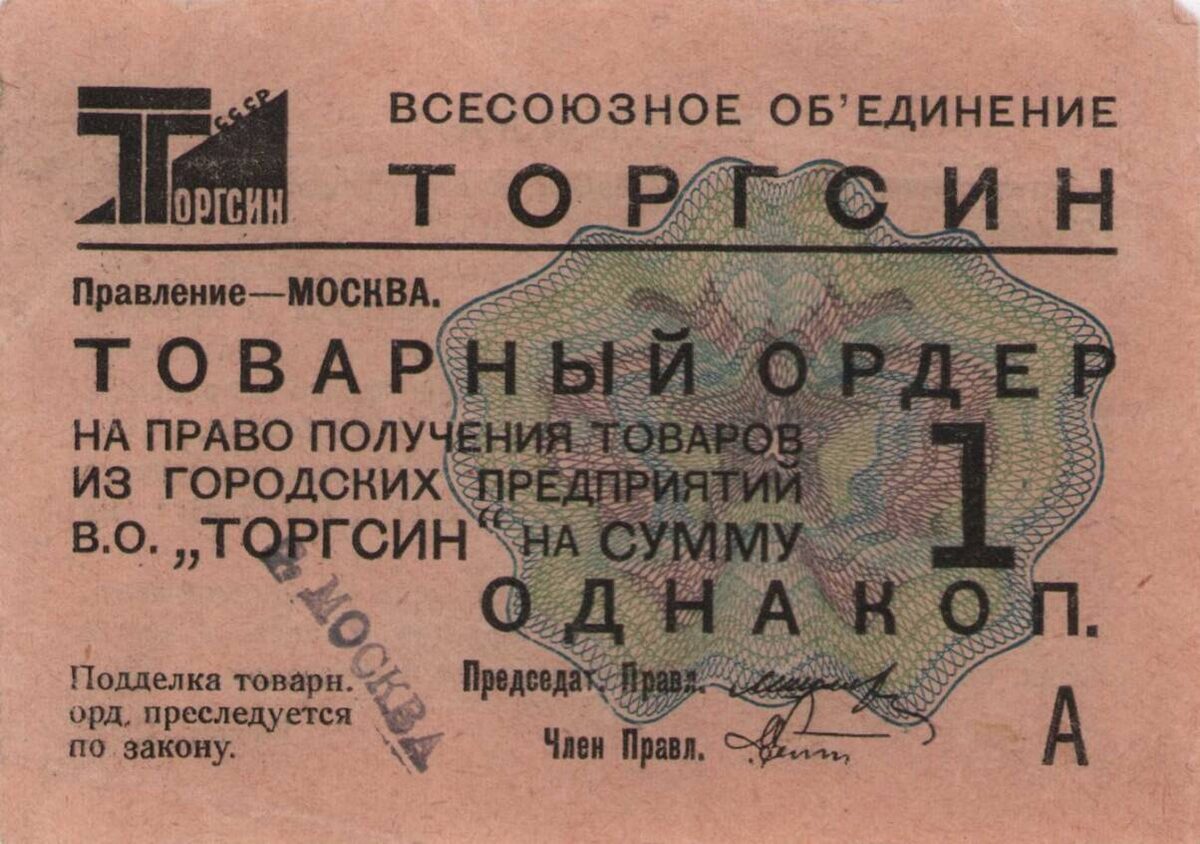 СССР
ТОРГСИН
ВСЕСОЮЗНОЕ ОБ'ЕДИНЕНИЕ
ТОРГСИН
Правление—МОСКВА.
ТОВАРНЫЙ ОРДЕР
НА ПРАВО ПОЛУЧЕНИЯ ТОВАРОВ
ИЗ ГОРОДСКИХ ПРЕДПРИЯТИЙ
В.О. „ТОРГСИН“ НА СУММУ
1
ОДНА КОП.
г. МОСКВА
Подделка товарн.
орд. преследуется
по закону.
Председат. Правл.
Член Правл.
А